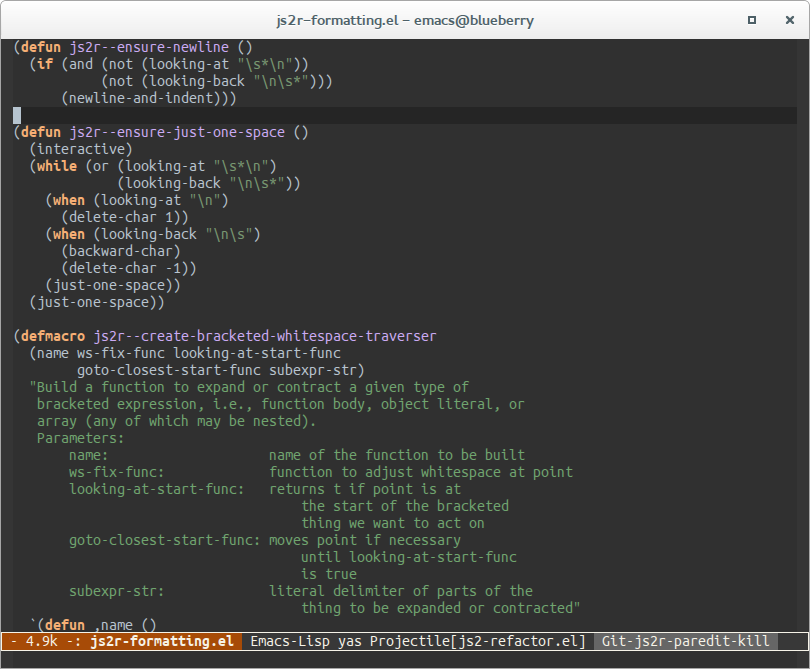 js2r-formatting.el - emacs@blueberry
(defun js2r--ensure-newline ()
  (if (and (not (looking-at "\s*\n"))
           (not (looking-back "\n\s*")))
      (newline-and-indent)))

(defun js2r--ensure-just-one-space ()
  (interactive)
  (while (or (looking-at "\s*\n")
             (looking-back "\n\s*"))
    (when (looking-at "\n")
      (delete-char 1))
    (when (looking-back "\n\s")
      (backward-char)
      (delete-char -1))
    (just-one-space))
  (just-one-space))

(defmacro js2r--create-bracketed-whitespace-traverser
  (name ws-fix-func looking-at-start-func
        goto-closest-start-func subexpr-str)
  "Build a function to expand or contract a given type of
   bracketed expression, i.e., function body, object literal, or
   array (any of which may be nested).
   Parameters:
       name:                    name of the function to be built
       ws-fix-func:             function to adjust whitespace at point
       looking-at-start-func:   returns t if point is at
                                    the start of the bracketed
                                    thing we want to act on
       goto-closest-start-func: moves point if necessary
                                    until looking-at-start-func
                                    is true
       subexpr-str:             literal delimiter of parts of the
                                    thing to be expanded or contracted"
  `(defun ,name ()
- 4.9k -: js2r-formatting.el  Emacs-Lisp yas Projectile[js2-refactor.el]  Git-js2r-paredit-kill